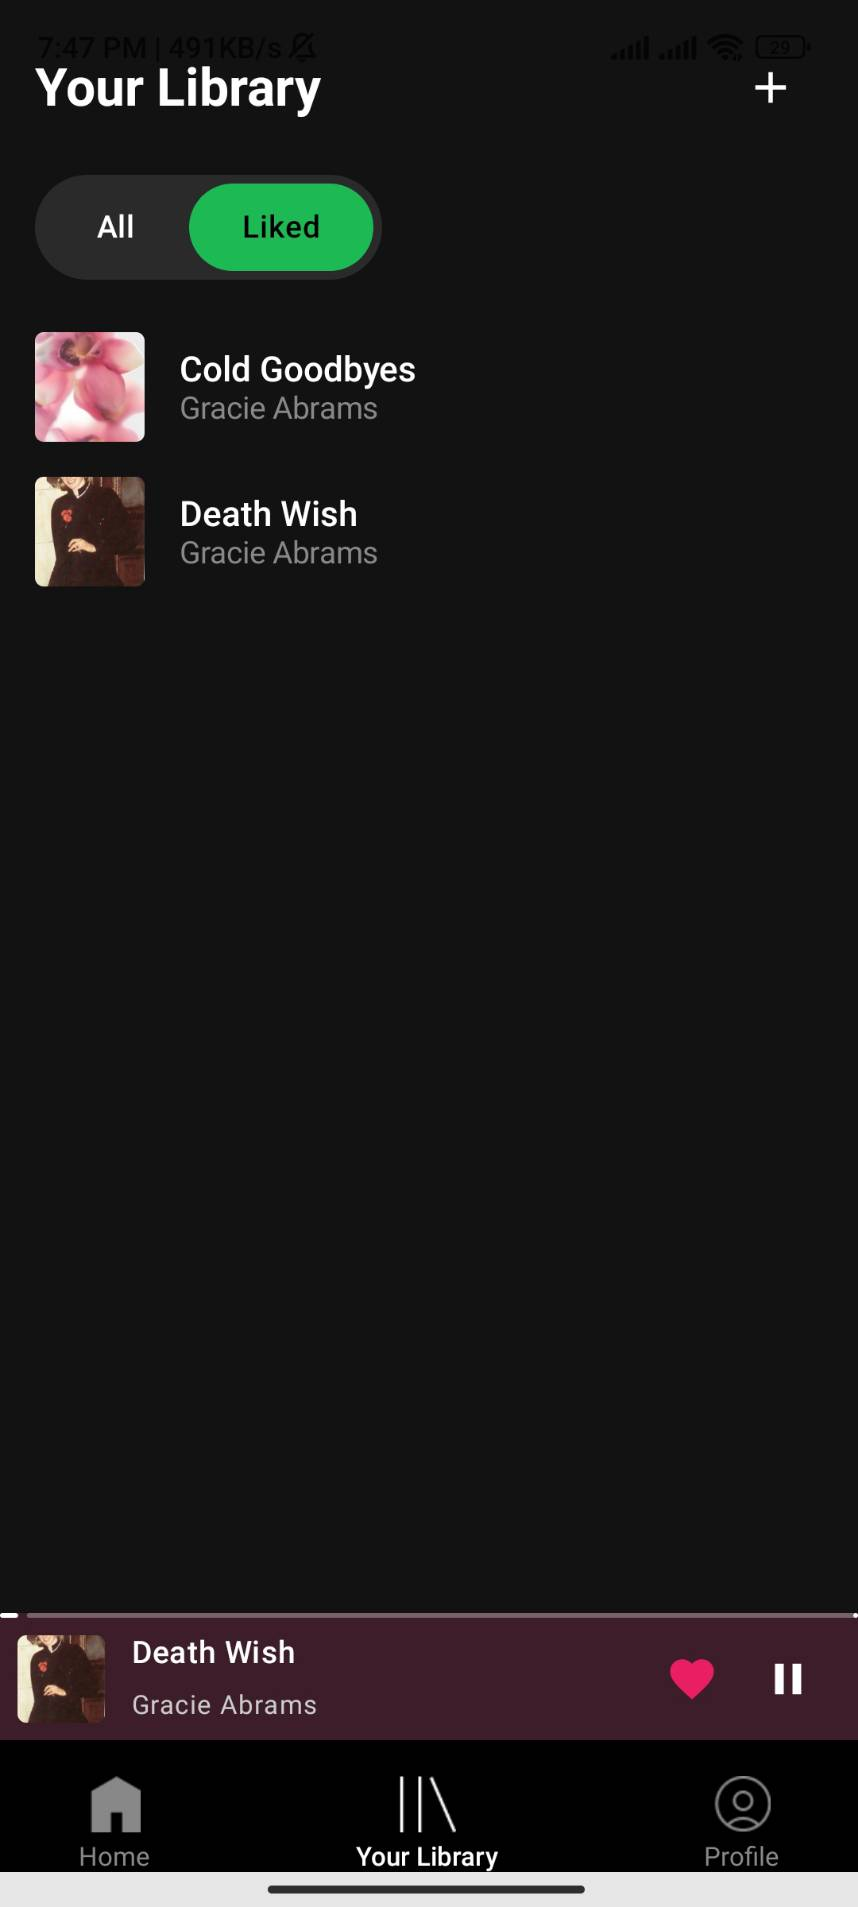 7:47 PM | 491KB/s
29
Your Library
All
Liked
Cold Goodbyes
Gracie Abrams
Death Wish
Gracie Abrams
Death Wish
Gracie Abrams
Home
Your Library
Profile